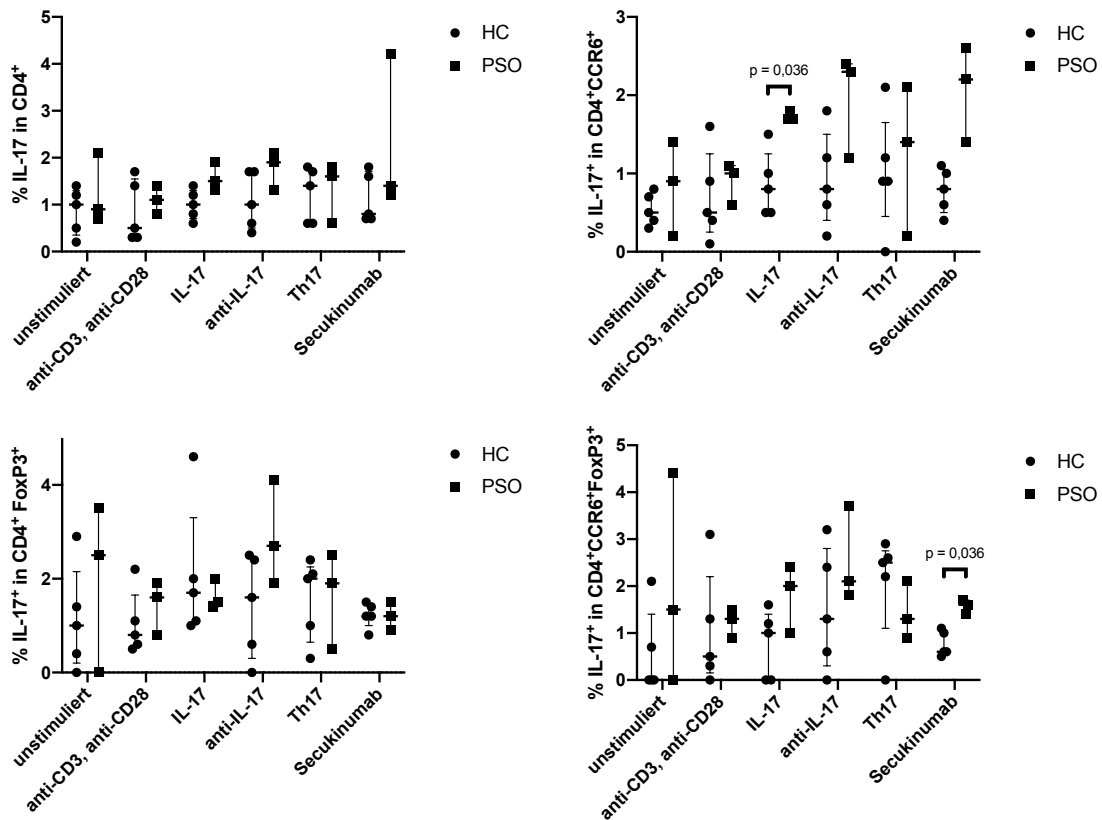 % IL-17 in CD4⁺
5
4
3
2
1
0
unstimuliert
anti-CD3, anti-CD28
IL-17
anti-IL-17
Th17
Secukinumab
HC
PSO
% IL-17⁺ in CD4⁺CCR6⁺
3
2
1
0
p = 0,036
unstimuliert
anti-CD3, anti-CD28
IL-17
anti-IL-17
Th17
Secukinumab
HC
PSO
% IL-17⁺ in CD4⁺ FoxP3⁺
4
2
0
unstimuliert
anti-CD3, anti-CD28
IL-17
anti-IL-17
Th17
Secukinumab
HC
PSO
% IL-17⁺ in CD4⁺CCR6⁺FoxP3⁺
5
4
3
2
1
0
p = 0,036
unstimuliert
anti-CD3, anti-CD28
IL-17
anti-IL-17
Th17
Secukinumab
HC
PSO